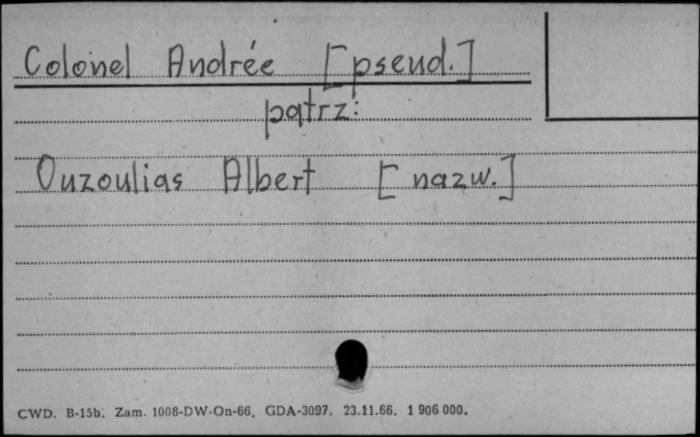 Colonel Andrée [pseud.]
patrz:
Ouzoulias Albert [nazw.]
CWD. B-15b. Zam. 1008-DW-On-66. GDA-3097. 23.11.66. 1 906 000.